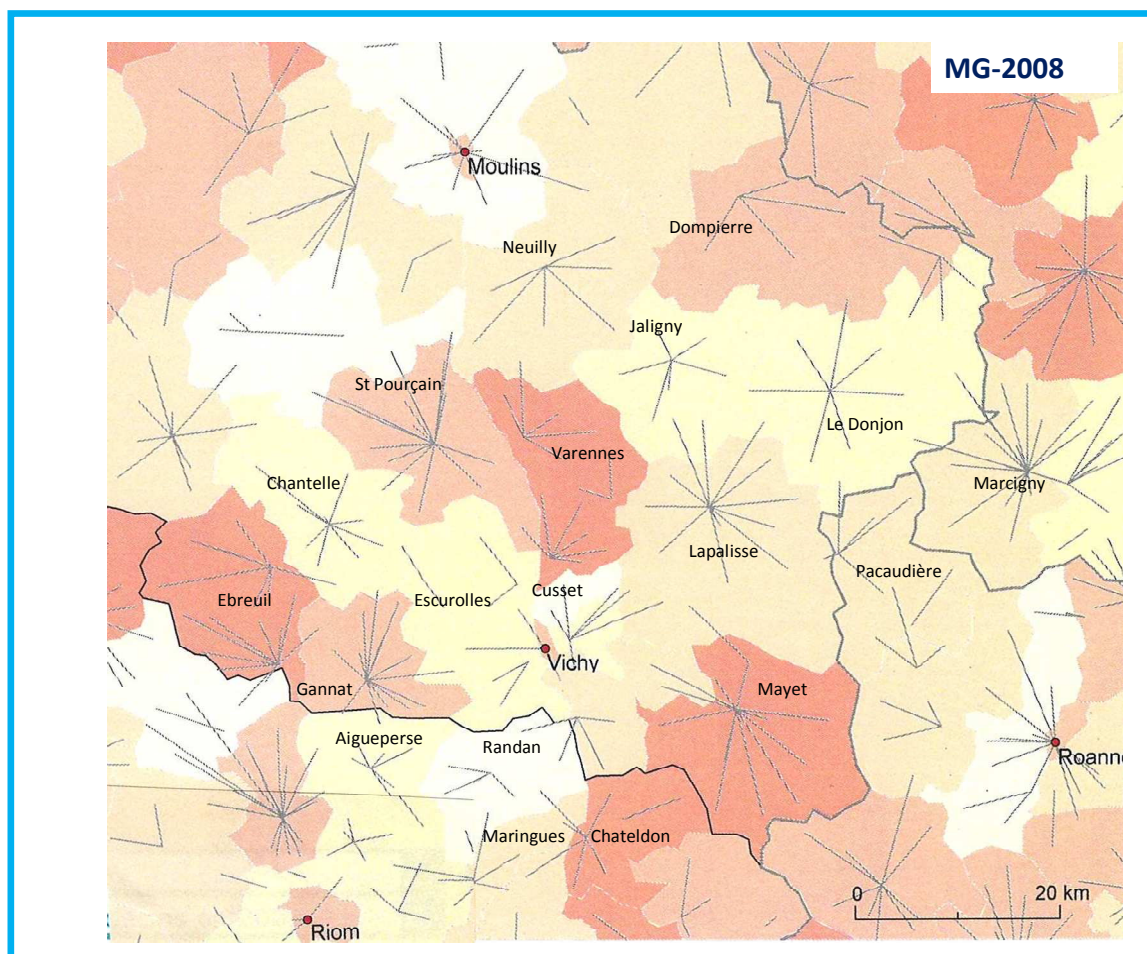 MG-2008
Moulins
Dompierre
Neuilly
Jaligny
St Pourçain
Le Donjon
Varennes
Chantelle
Marcigny
Lapalisse
Pacaudière
Cusset
Ebreuil
Escurolles
Vichy
Gannat
Mayet
Aigueperse
Randan
Roann
Maringues
Chateldon
0 20 km
Riom